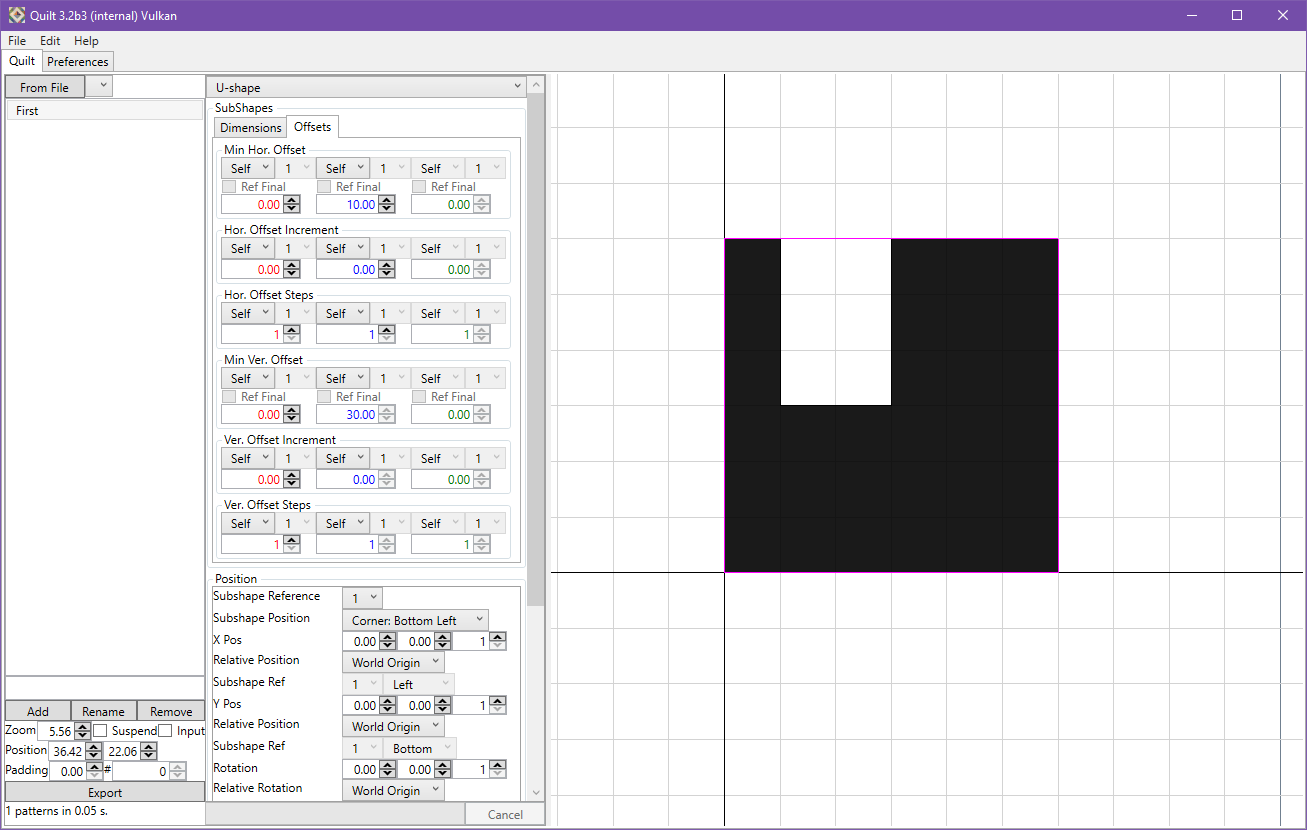 Quilt 3.2b3 (internal) Vulkan
File Edit Help
Quilt Preferences
From File
First
U-shape
SubShapes
Dimensions Offsets
Min Hor. Offset
Self 1 Self 1 Self 1
Ref Final Ref Final Ref Final
0.00 10.00 0.00
Hor. Offset Increment
Self 1 Self 1 Self 1
0.00 0.00 0.00
Hor. Offset Steps
Self 1 Self 1 Self 1
1 1 1
Min Ver. Offset
Self 1 Self 1 Self 1
Ref Final Ref Final Ref Final
0.00 30.00 0.00
Ver. Offset Increment
Self 1 Self 1 Self 1
0.00 0.00 0.00
Ver. Offset Steps
Self 1 Self 1 Self 1
1 1 1
Position
Subshape Reference 1
Subshape Position Corner: Bottom Left
X Pos 0.00 0.00 1
Relative Position World Origin
Subshape Ref 1 Left
Y Pos 0.00 0.00 1
Relative Position World Origin
Subshape Ref 1 Bottom
Rotation 0.00 0.00 1
Relative Rotation World Origin
Cancel
Add Rename Remove
Zoom 5.56 Suspend Input
Position 36.42 22.06
Padding 0.00 # 0
Export
1 patterns in 0.05 s.